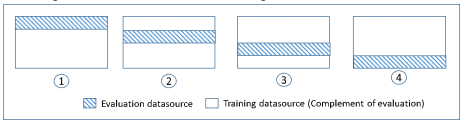 ① ② ③ ④
Evaluation datasource Training datasource (Complement of evaluation)